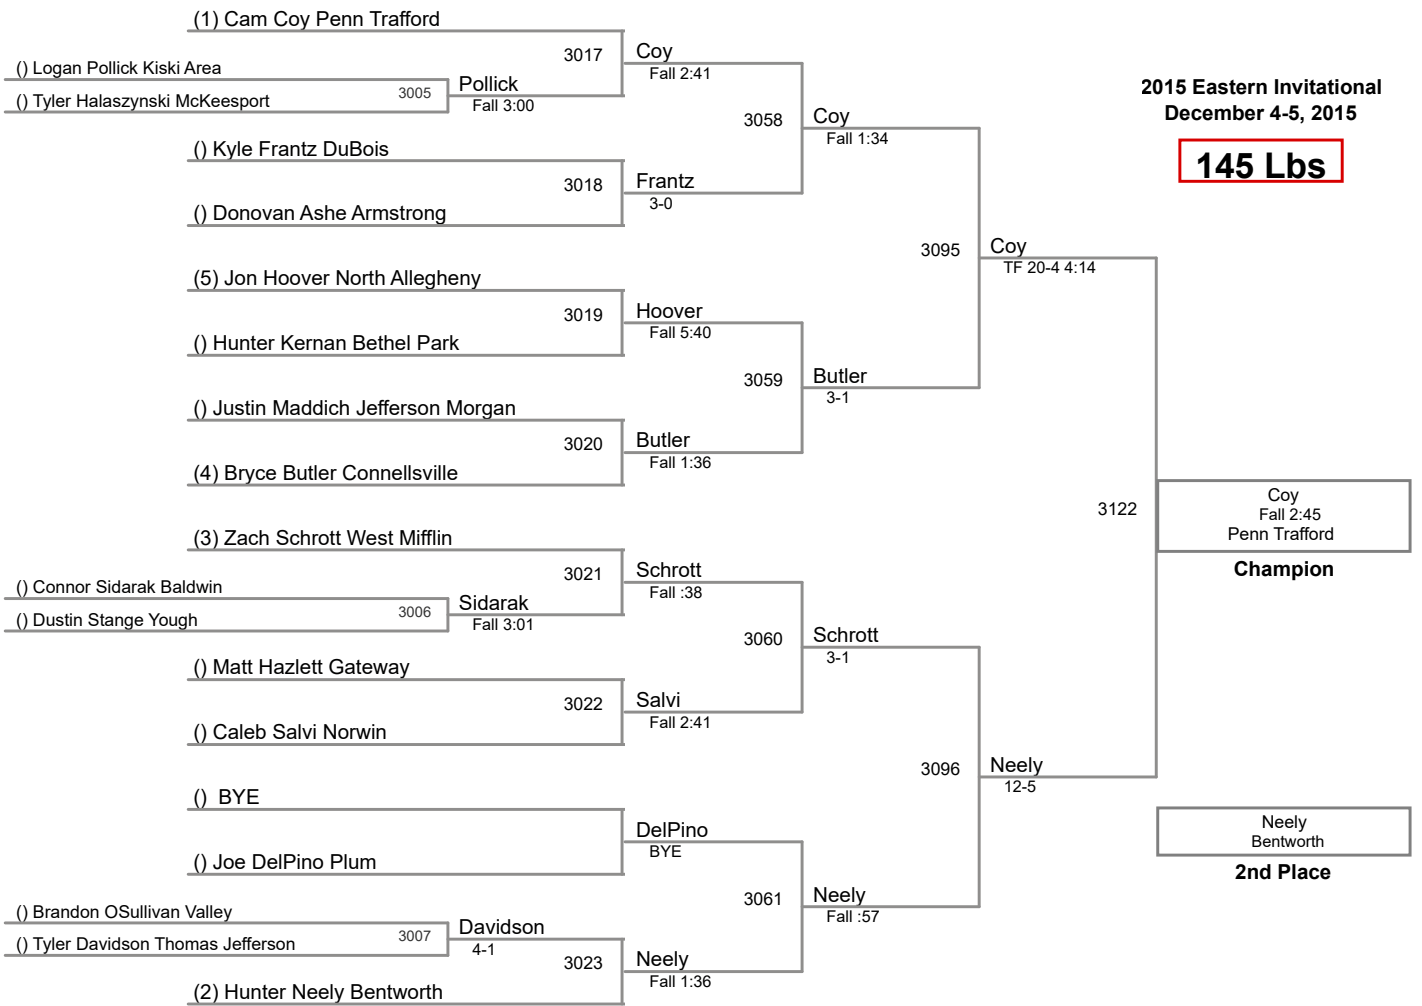 (1) Cam Coy Penn Trafford
3017
Coy
Fall 2:41
() Logan Pollick Kiski Area
3005
Pollick
Fall 3:00
() Tyler Halaszynski McKeesport
2015 Eastern Invitational
December 4-5, 2015
145 Lbs
3058
Coy
Fall 1:34
() Kyle Frantz DuBois
3018
Frantz
3-0
() Donovan Ashe Armstrong
3095
Coy
TF 20-4 4:14
(5) Jon Hoover North Allegheny
3019
Hoover
Fall 5:40
() Hunter Kernan Bethel Park
3059
Butler
3-1
() Justin Maddich Jefferson Morgan
3020
Butler
Fall 1:36
(4) Bryce Butler Connellsville
3122
Coy
Fall 2:45
Penn Trafford
Champion
(3) Zach Schrott West Mifflin
3021
Schrott
Fall :38
() Connor Sidarak Baldwin
3006
Sidarak
Fall 3:01
() Dustin Stange Yough
3060
Schrott
3-1
() Matt Hazlett Gateway
3022
Salvi
Fall 2:41
() Caleb Salvi Norwin
3096
Neely
12-5
() BYE
DelPino
BYE
() Joe DelPino Plum
Neely
Bentworth
2nd Place
3061
Neely
Fall :57
() Brandon OSullivan Valley
3007
Davidson
4-1
() Tyler Davidson Thomas Jefferson
3023
Neely
Fall 1:36
(2) Hunter Neely Bentworth